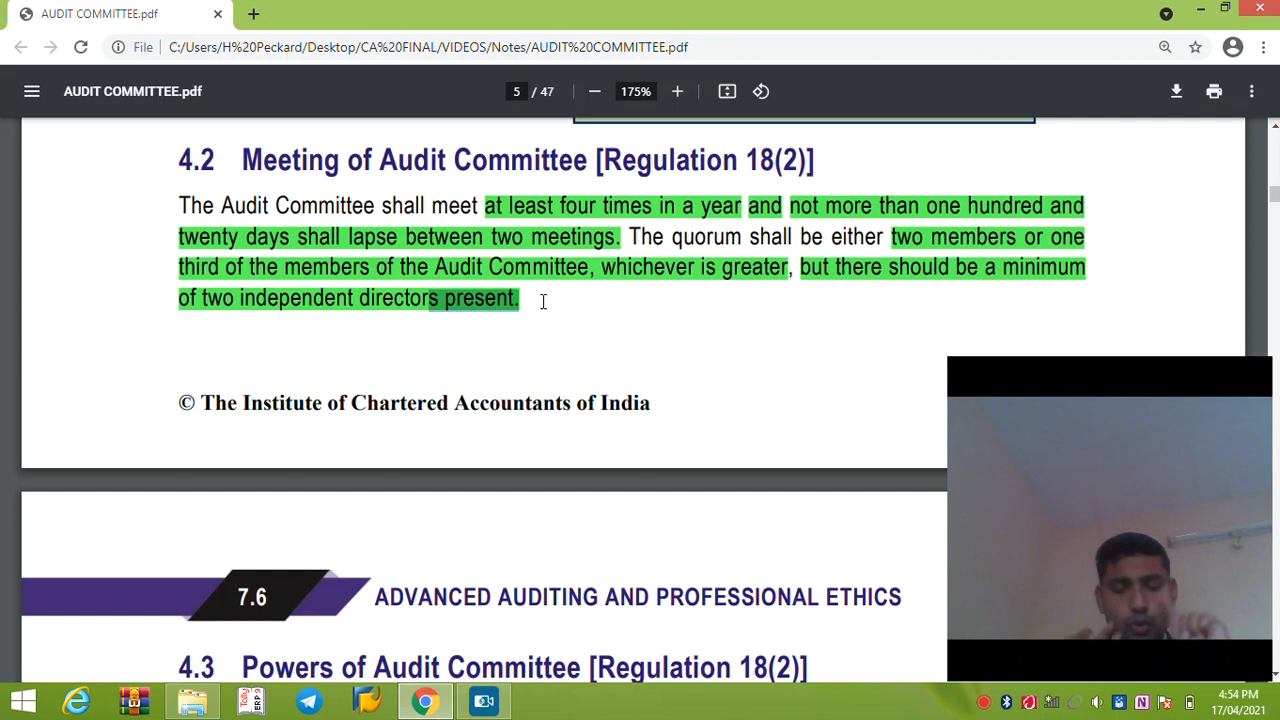 AUDIT COMMITTEE.pdf
File
C:/Users/H%20Peckard/Desktop/CA%20FINAL/VIDEOS/Notes/AUDIT%20COMMITTEE.pdf
AUDIT COMMITTEE.pdf
5 / 47
175%
4.2 Meeting of Audit Committee [Regulation 18(2)]
The Audit Committee shall meet at least four times in a year and not more than one hundred and
twenty days shall lapse between two meetings. The quorum shall be either two members or one
third of the members of the Audit Committee, whichever is greater, but there should be a minimum
of two independent directors present.
© The Institute of Chartered Accountants of India
7.6
ADVANCED AUDITING AND PROFESSIONAL ETHICS
4.3 Powers of Audit Committee [Regulation 18(2)]
Tally
ERP 9
4:54 PM
17/04/2021